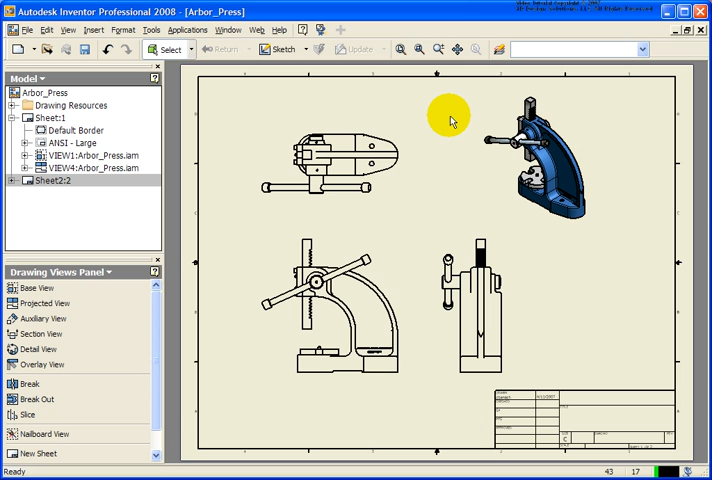 Autodesk Inventor Professional 2008 - [Arbor_Press]
File Edit View Insert Format Tools Applications Window Web Help
Select Return Sketch Update
Model
Arbor_Press
Drawing Resources
Sheet:1
Default Border
ANSI - Large
VIEW1:Arbor_Press.iam
VIEW4:Arbor_Press.iam
Sheet2:2
Drawing Views Panel
Base View
Projected View
Auxiliary View
Section View
Detail View
Overlay View
Break
Break Out
Slice
Nailboard View
New Sheet
C
Ready
43 17